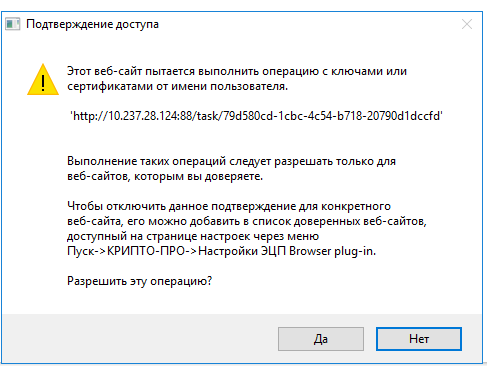 Подтверждение доступа
Этот веб-сайт пытается выполнить операцию с ключами или
сертификатами от имени пользователя.
'http://10.237.28.124:88/task/79d580cd-1cbc-4c54-b718-20790d1dccfd'
Выполнение таких операций следует разрешать только для
веб-сайтов, которым вы доверяете.
Чтобы отключить данное подтверждение для конкретного
веб-сайта, его можно добавить в список доверенных веб-сайтов,
доступный на странице настроек через меню
Пуск->КРИПТО-ПРО->Настройки ЭЦП Browser plug-in.
Разрешить эту операцию?
Да
Нет